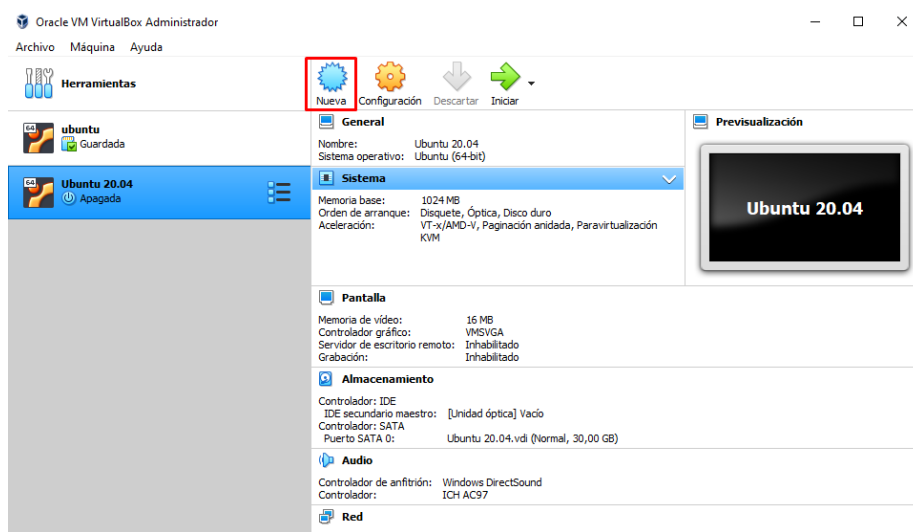 Oracle VM VirtualBox Administrador
Archivo Máquina Ayuda
Herramientas
Nueva Configuración Descartar Iniciar
64
ubuntu
Guardada
64
Ubuntu 20.04
Apagada
General
Nombre: Ubuntu 20.04
Sistema operativo: Ubuntu (64-bit)
Sistema
Memoria base: 1024 MB
Orden de arranque: Disquete, Óptica, Disco duro
Aceleración: VT-x/AMD-V, Paginación anidada, Paravirtualización
KVM
Previsualización
Ubuntu 20.04
Pantalla
Memoria de vídeo: 16 MB
Controlador gráfico: VMSVGA
Servidor de escritorio remoto: Inhabilitado
Grabación: Inhabilitado
Almacenamiento
Controlador: IDE
IDE secundario maestro: [Unidad óptica] Vacío
Controlador: SATA
Puerto SATA 0: Ubuntu 20.04.vdi (Normal, 30,00 GB)
Audio
Controlador de anfitrión: Windows DirectSound
Controlador: ICH AC97
Red